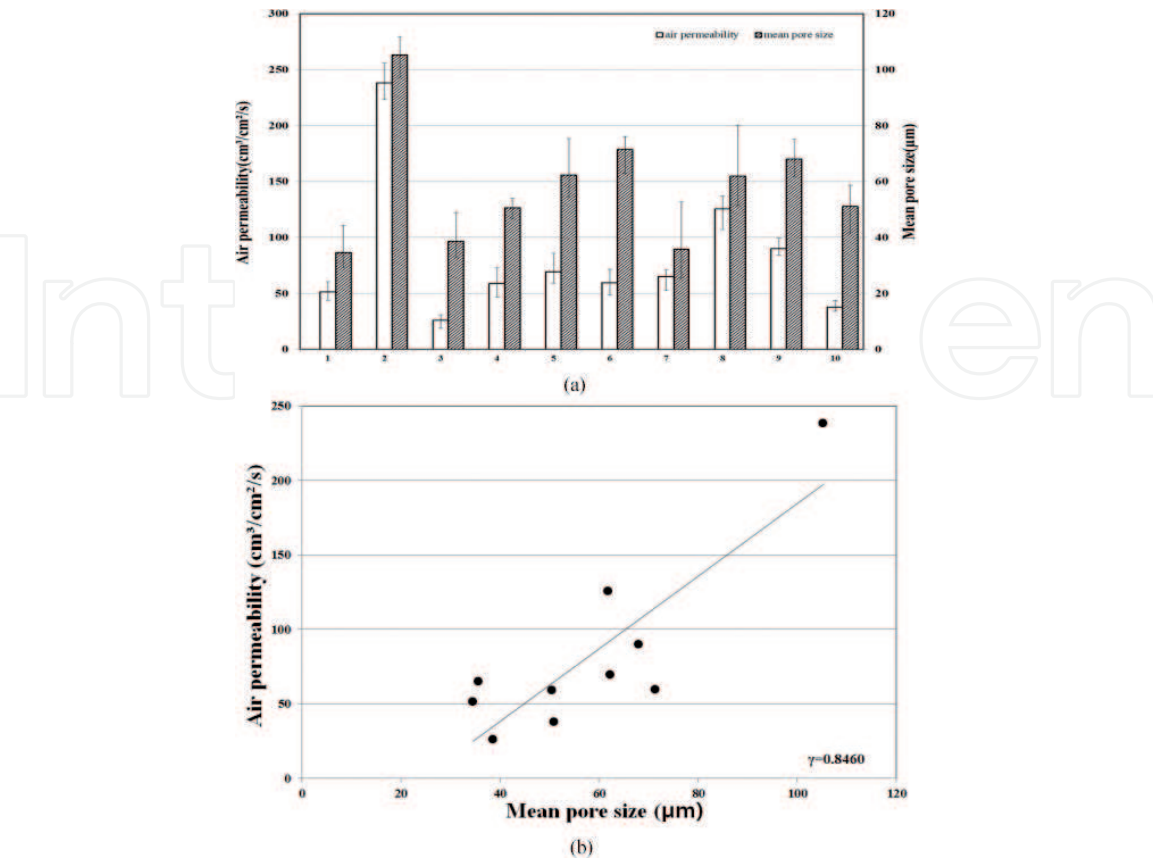 300
250
200
150
100
50
0
120
100
80
60
40
20
0
air permeability mean pore size
Air permeability(cm³/cm²/s)
Mean pore size(μm)
1 2 3 4 5 6 7 8 9 10
(a)
Int en
250
200
150
100
50
0
Air permeability (cm³/cm²/s)
γ=0.8460
0 20 40 60 80 100 120
Mean pore size (μm)
(b)